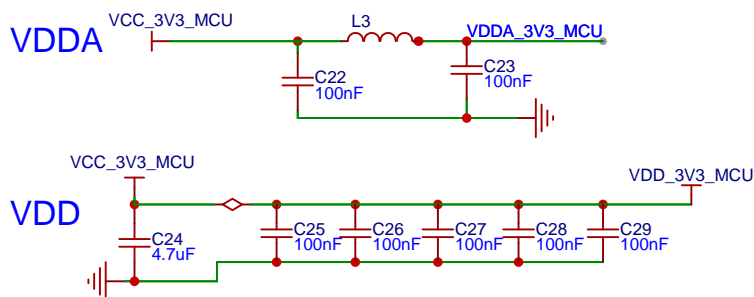 VCC_3V3_MCU
L3
VDDA
VDDA_3V3_MCU
C22
100nF
C23
100nF
VCC_3V3_MCU
VDD_3V3_MCU
VDD
C24
4.7uF
C25
100nF
C26
100nF
C27
100nF
C28
100nF
C29
100nF